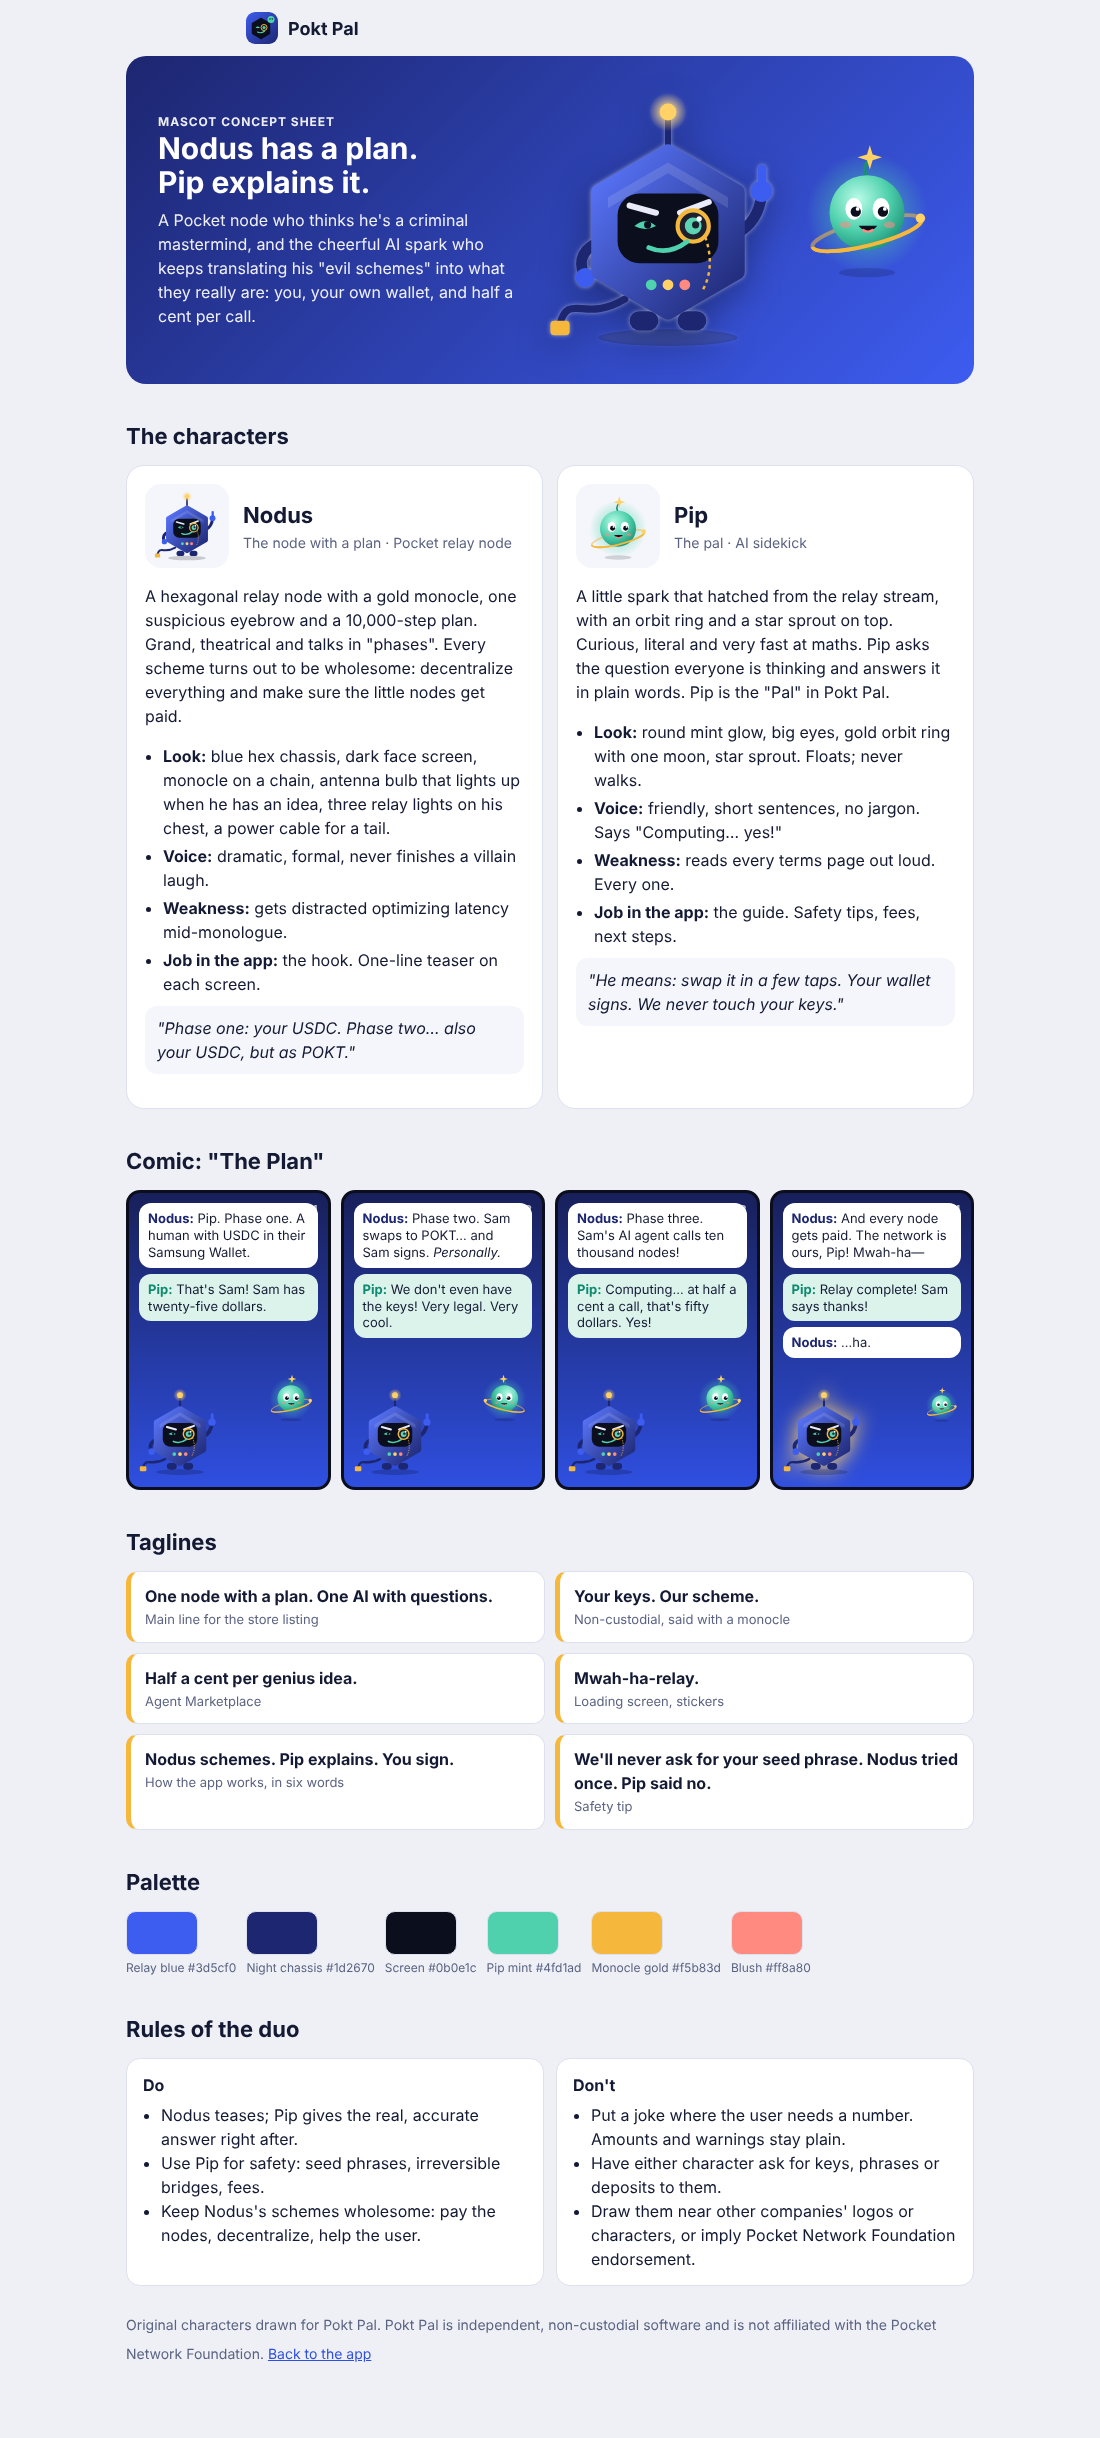 Pokt Pal
MASCOT CONCEPT SHEET
Nodus has a plan.
Pip explains it.
A Pocket node who thinks he's a criminal
mastermind, and the cheerful AI spark who
keeps translating his "evil schemes" into what
they really are: you, your own wallet, and half a
cent per call.
The characters
Nodus
The node with a plan · Pocket relay node
A hexagonal relay node with a gold monocle, one
suspicious eyebrow and a 10,000-step plan.
Grand, theatrical and talks in "phases". Every
scheme turns out to be wholesome: decentralize
everything and make sure the little nodes get
paid.
• Look: blue hex chassis, dark face screen,
monocle on a chain, antenna bulb that lights up
when he has an idea, three relay lights on his
chest, a power cable for a tail.
• Voice: dramatic, formal, never finishes a villain
laugh.
• Weakness: gets distracted optimizing latency
mid-monologue.
• Job in the app: the hook. One-line teaser on
each screen.
"Phase one: your USDC. Phase two... also
your USDC, but as POKT."
Pip
The pal · AI sidekick
A little spark that hatched from the relay stream,
with an orbit ring and a star sprout on top.
Curious, literal and very fast at maths. Pip asks
the question everyone is thinking and answers it
in plain words. Pip is the "Pal" in Pokt Pal.
• Look: round mint glow, big eyes, gold orbit ring
with one moon, star sprout. Floats; never
walks.
• Voice: friendly, short sentences, no jargon.
Says "Computing... yes!"
• Weakness: reads every terms page out loud.
Every one.
• Job in the app: the guide. Safety tips, fees,
next steps.
"He means: swap it in a few taps. Your wallet
signs. We never touch your keys."
Comic: "The Plan"
Nodus: Pip. Phase one. A
human with USDC in their
Samsung Wallet.
Pip: That's Sam! Sam has
twenty-five dollars.
Nodus: Phase two. Sam
swaps to POKT... and
Sam signs. Personally.
Pip: We don't even have
the keys! Very legal. Very
cool.
Nodus: Phase three.
Sam's AI agent calls ten
thousand nodes!
Pip: Computing... at half a
cent a call, that's fifty
dollars. Yes!
Nodus: And every node
gets paid. The network is
ours, Pip! Mwah-ha—
Pip: Relay complete! Sam
says thanks!
Nodus: ...ha.
Taglines
One node with a plan. One AI with questions.
Main line for the store listing
Your keys. Our scheme.
Non-custodial, said with a monocle
Half a cent per genius idea.
Agent Marketplace
Mwah-ha-relay.
Loading screen, stickers
Nodus schemes. Pip explains. You sign.
How the app works, in six words
We'll never ask for your seed phrase. Nodus tried
once. Pip said no.
Safety tip
Palette
Relay blue #3d5cf0
Night chassis #1d2670
Screen #0b0e1c
Pip mint #4fd1ad
Monocle gold #f5b83d
Blush #ff8a80
Rules of the duo
Do
• Nodus teases; Pip gives the real, accurate
answer right after.
• Use Pip for safety: seed phrases, irreversible
bridges, fees.
• Keep Nodus's schemes wholesome: pay the
nodes, decentralize, help the user.
Don't
• Put a joke where the user needs a number.
Amounts and warnings stay plain.
• Have either character ask for keys, phrases or
deposits to them.
• Draw them near other companies' logos or
characters, or imply Pocket Network Foundation
endorsement.
Original characters drawn for Pokt Pal. Pokt Pal is independent, non-custodial software and is not affiliated with the Pocket
Network Foundation. Back to the app